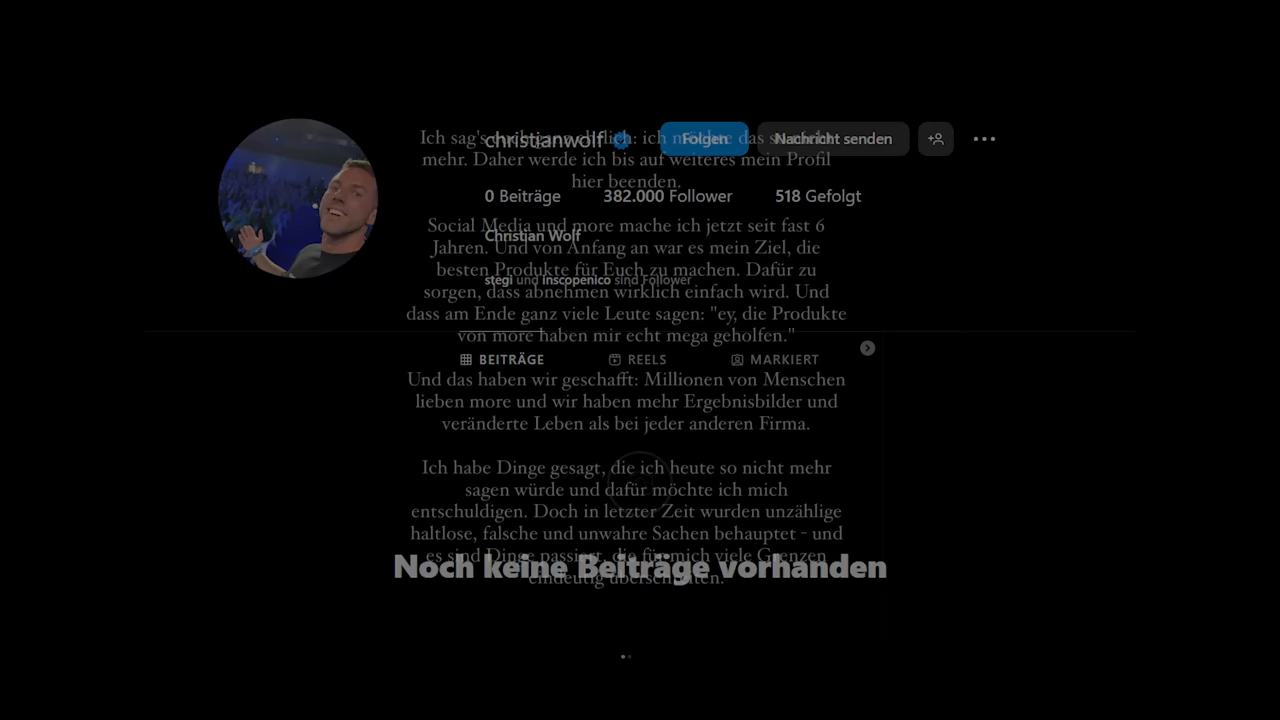 christianwolf
Folgen
Nachricht senden
0 Beiträge
382.000 Follower
518 Gefolgt
Christian Wolf
stegi und inscopenico sind Follower
BEITRÄGE
REELS
MARKIERT
Noch keine Beiträge vorhanden
Ich sag's ehrlich: ich das
mehr. Daher werde ich bis auf weiteres mein Profil
hier beenden.
Social Media und more mache ich jetzt seit fast 6
Jahren. Und von Anfang an war es mein Ziel, die
besten Produkte für Euch zu machen. Dafür zu
sorgen, dass abnehmen wirklich einfach wird. Und
dass am Ende ganz viele Leute sagen: "ey, die Produkte
von more haben mir echt mega geholfen."
Und das haben wir geschafft: Millionen von Menschen
lieben more und wir haben mehr Ergebnisbilder und
veränderte Leben als bei jeder anderen Firma.
Ich habe Dinge gesagt, die ich heute so nicht mehr
sagen würde und dafür möchte ich mich
entschuldigen. Doch in letzter Zeit wurden unzählige
haltlose, falsche und unwahre Sachen behauptet - und
es sind Dinge passiert, die für mich viele Grenzen
eindeutig überschritten.